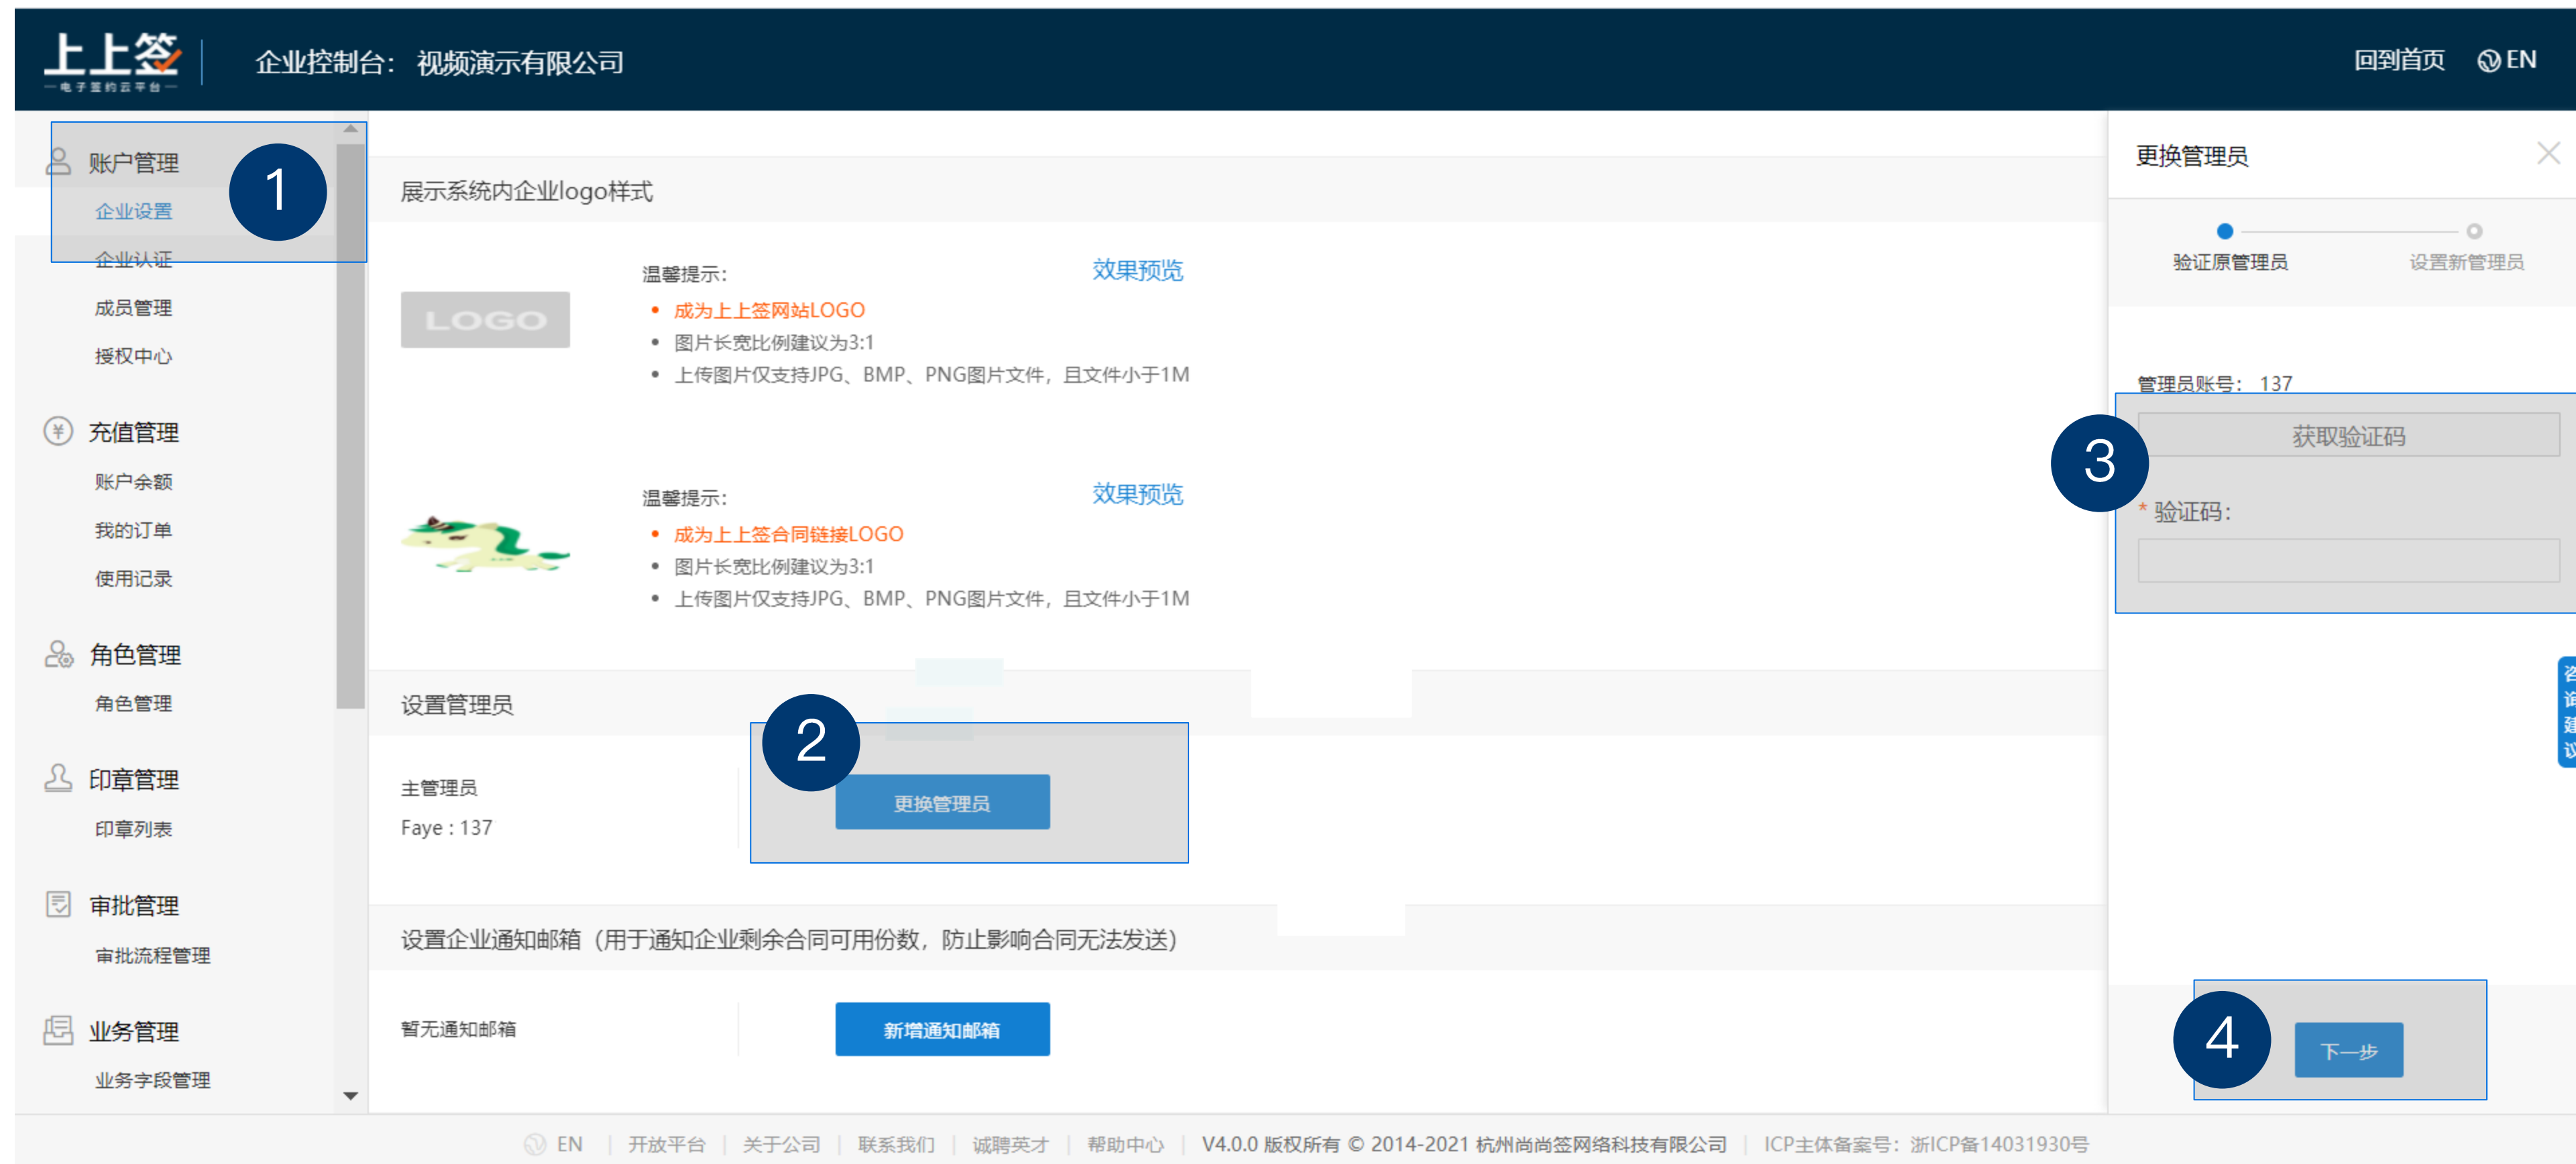 上上签
电子签约云平台
企业控制台： 视频演示有限公司
回到首页 EN
账户管理
1
企业设置
企业认证
成员管理
授权中心
充值管理
账户余额
我的订单
使用记录
角色管理
角色管理
印章管理
印章列表
审批管理
审批流程管理
业务管理
业务字段管理
展示系统内企业logo样式
LOGO
温馨提示： 效果预览
• 成为上上签网站LOGO
• 图片长宽比例建议为3:1
• 上传图片仅支持JPG、BMP、PNG图片文件，且文件小于1M
温馨提示： 效果预览
• 成为上上签合同链接LOGO
• 图片长宽比例建议为3:1
• 上传图片仅支持JPG、BMP、PNG图片文件，且文件小于1M
设置管理员
2
主管理员
Faye : 137
更换管理员
设置企业通知邮箱（用于通知企业剩余合同可用份数，防止影响合同无法发送）
暂无通知邮箱
新增通知邮箱
更换管理员
验证原管理员 设置新管理员
管理员账号： 137
3
获取验证码
* 验证码：
咨
询
建
议
4
下一步
EN | 开放平台 | 关于公司 | 联系我们 | 诚聘英才 | 帮助中心 | V4.0.0 版权所有 © 2014-2021 杭州尚尚签网络科技有限公司 | ICP主体备案号：浙ICP备14031930号